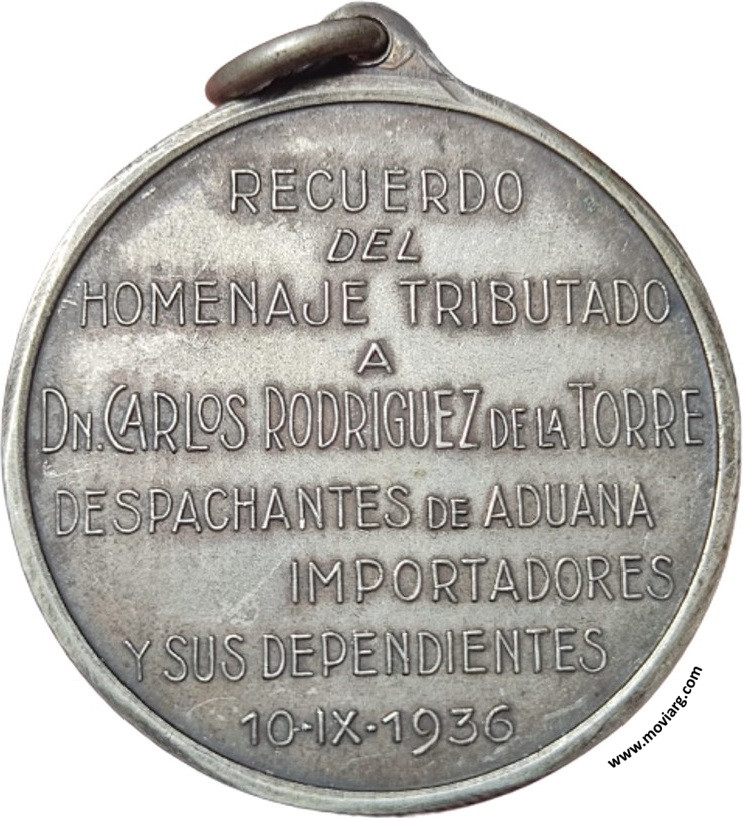 RECUERDO
DEL
HOMENAJE TRIBUTADO
A
DN. CARLOS RODRIGUEZ DE LA TORRE
DESPACHANTES DE ADUANA
IMPORTADORES
Y SUS DEPENDIENTES
10·IX·1936
www.moviarg.com